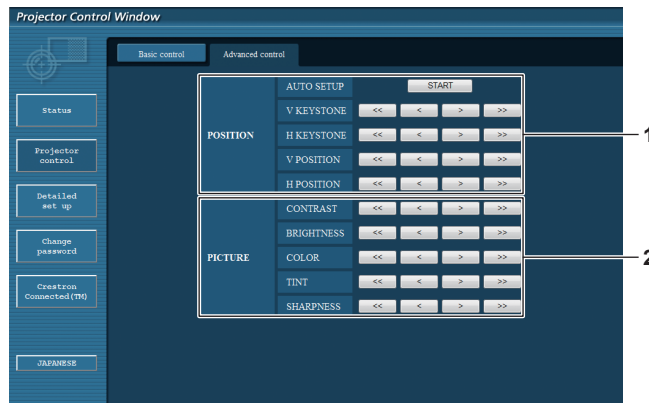 Projector Control Window
Basic control
Advanced control
Status
Projector
control
Detailed
set up
Change
password
Crestron
Connected(TM)
JAPANESE
POSITION
AUTO SETUP START
V KEYSTONE << < > >>
H KEYSTONE << < > >>
V POSITION << < > >>
H POSITION << < > >>
1
PICTURE
CONTRAST << < > >>
BRIGHTNESS << < > >>
COLOR << < > >>
TINT << < > >>
SHARPNESS << < > >>
2